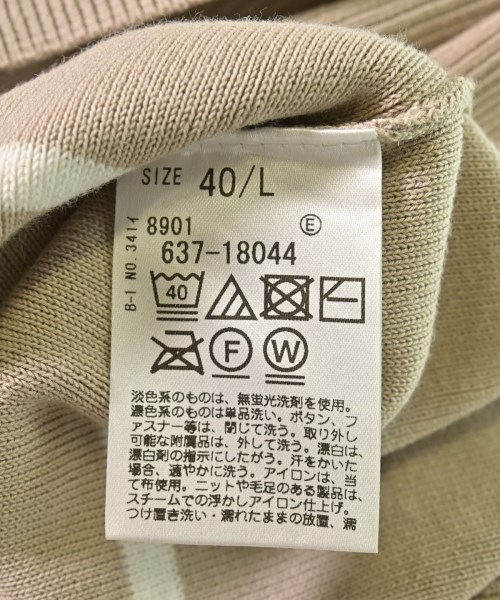 SIZE 40/L
8901 Ⓔ
637-18044
B-1 NO.3414
40
F W
淡色系のものは、無蛍光洗剤を使用。
濃色系のものは単品洗い。ボタン、フ
ァスナー等は、閉じて洗う。取り外し
可能な附属品は、外して洗う。漂白は、
漂白剤の指示にしたがう。汗をかいた
場合、速やかに洗う。アイロンは、当
て布使用。ニットや毛足のある製品は、
スチームでの浮かしアイロン仕上げ。
つけ置き洗い・濡れたままの放置、濡